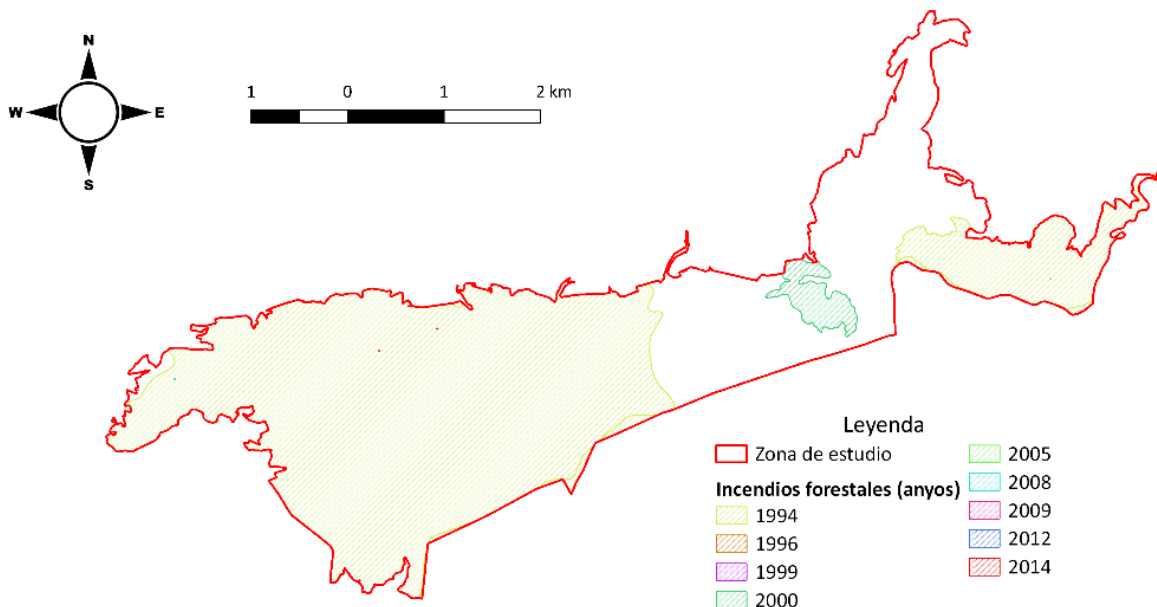 N
W E
S
1 0 1 2 km
Leyenda
Zona de estudio
Incendios forestales (anyos)
1994
1996
1999
2000
2005
2008
2009
2012
2014